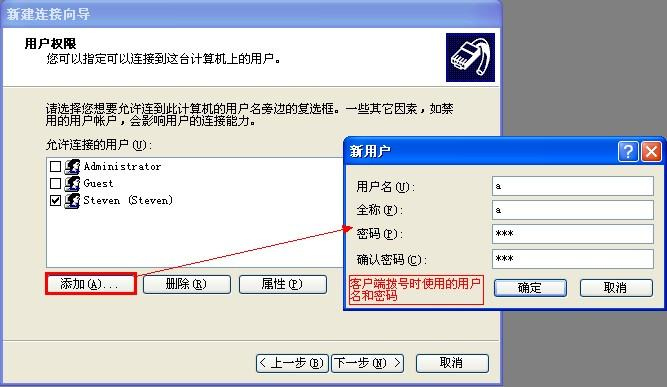 新建连接向导
用户权限
您可以指定可以连接到这台计算机上的用户。
请选择您想要允许连到此计算机的用户名旁边的复选框。一些其它因素，如禁
用的用户帐户，会影响用户的连接能力。
允许连接的用户(U):
Administrator
Guest
Steven (Steven)
添加(A)...
删除(R)
属性(P)
< 上一步(B)
下一步(N) >
取消
新用户
用户名(U):
a
全称(F):
a
密码(P):
***
确认密码(C):
***
客户端拨号时使用的用户
名和密码
确定
取消